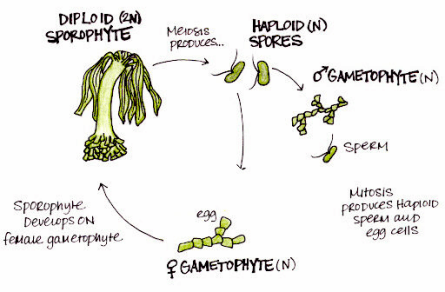 DIPLOID (2N)
SPOROPHYTE
MEIOSIS
PRODUCES...
HAPLOID (N)
SPORES
♂GAMETOPHYTE (N)
SPERM
MITOSIS
PRODUCES HAPLOID
SPERM AND
EGG CELLS
egg
♀GAMETOPHYTE (N)
SPOROPHYTE
DEVELOPS ON
female gametophyte